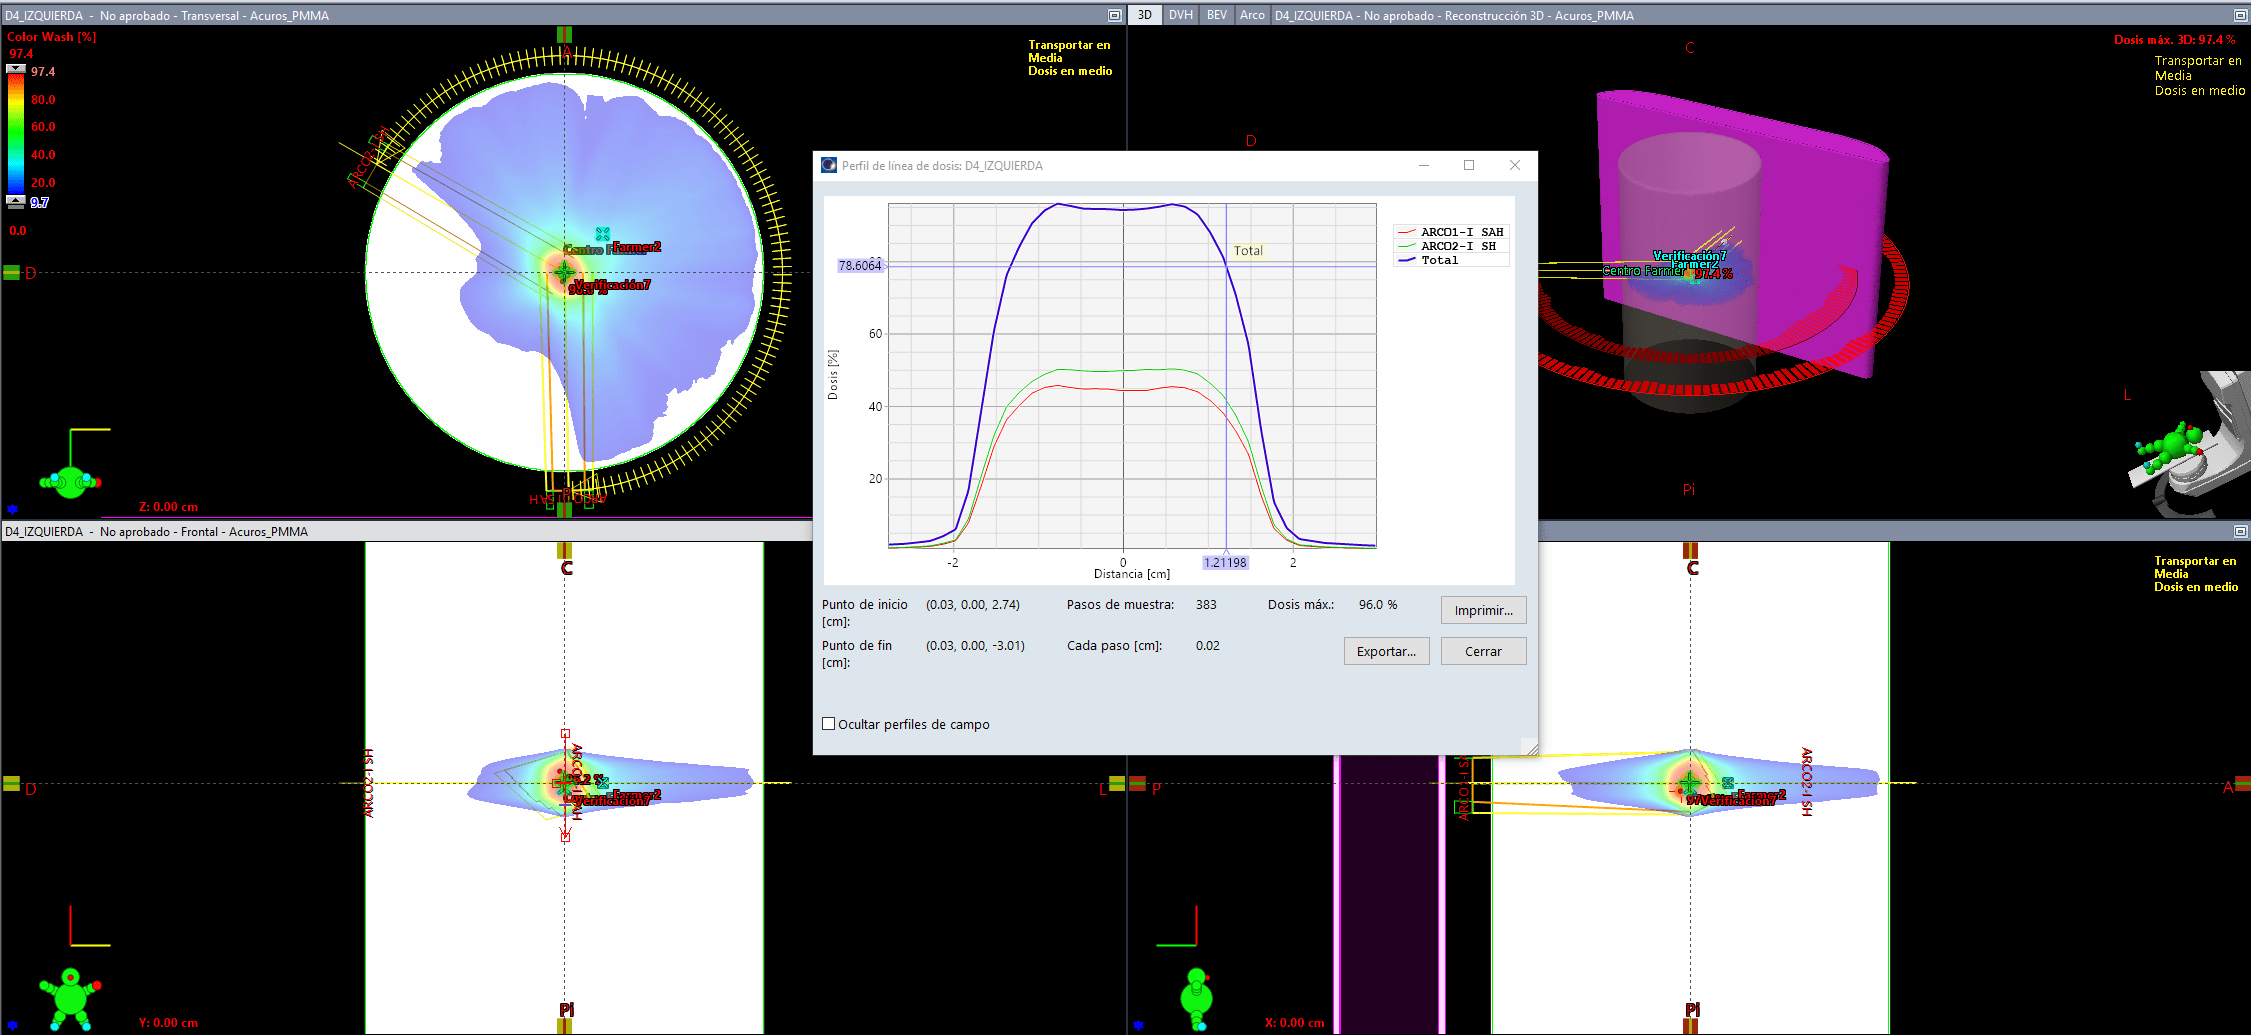 D4_IZQUIERDA - No aprobado - Transversal - Acuros_PMMA
3D DVH BEV Arco D4_IZQUIERDA - No aprobado - Reconstrucción 3D - Acuros_PMMA
Color Wash [%]
97.4
97.4
80.0
60.0
40.0
20.0
9.7
0.0
A
Transportar en
Media
Dosis en medio
ARCO2-I SH
D
Farmer2
Verificación7
Z: 0.00 cm
C
Dosis máx. 3D: 97.4 %
Transportar en
Media
Dosis en medio
D
Verificación7
Farmer2
Centro Farmer
97.4 %
L
Pi
Perfil de línea de dosis: D4_IZQUIERDA
Total
78.6064
60
40
20
Dosis [%]
-2
0
1.21198
2
Distancia [cm]
ARCO1-I SAH
ARCO2-I SH
Total
Punto de inicio [cm]: (0.03, 0.00, 2.74) Pasos de muestra: 383 Dosis máx.: 96.0 % Imprimir...
Punto de fin [cm]: (0.03, 0.00, -3.01) Cada paso [cm]: 0.02 Exportar... Cerrar
Ocultar perfiles de campo
D4_IZQUIERDA - No aprobado - Frontal - Acuros_PMMA
C
D
ARCO2-I SH
Farmer2
Verificación7
L
Pi
Y: 0.00 cm
Transportar en
Media
Dosis en medio
C
P
ARCO2-I SH
Farmer2
Verificación7
A
Pi
X: 0.00 cm